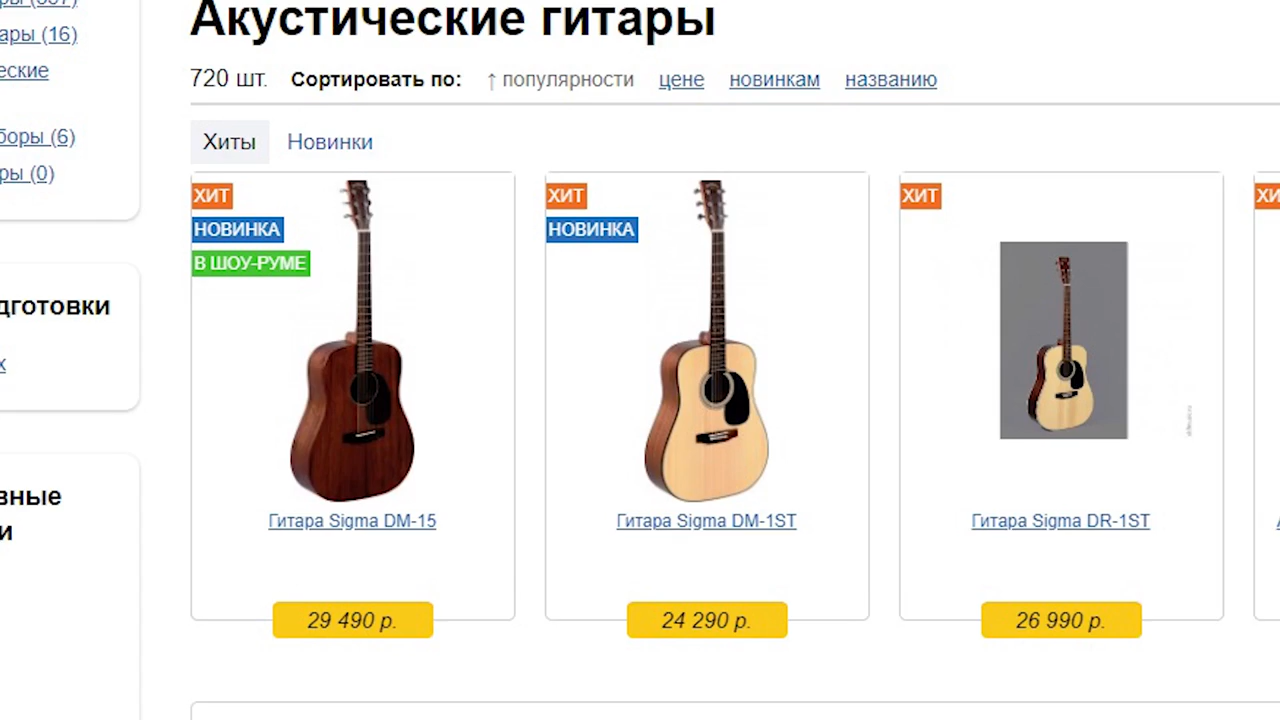 Акустические гитары
720 шт. Сортировать по: ↑ популярности цене новинкам названию
Хиты Новинки
ары (16)
еские
боры (6)
ры (0)
дготовки
х
вные
и
ХИТ
НОВИНКА
В ШОУ-РУМЕ
Гитара Sigma DM-15
29 490 р.
ХИТ
НОВИНКА
Гитара Sigma DM-1ST
24 290 р.
ХИТ
Гитара Sigma DR-1ST
26 990 р.
ХИ